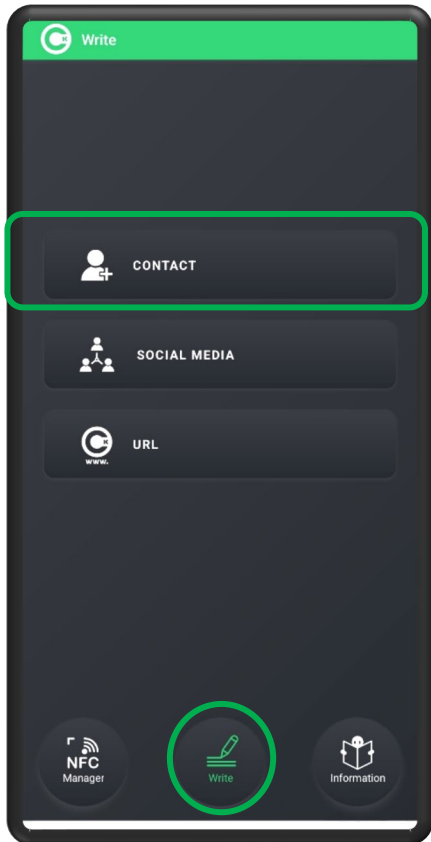 Write
CONTACT
SOCIAL MEDIA
www.
URL
NFC
Manager
Write
Information